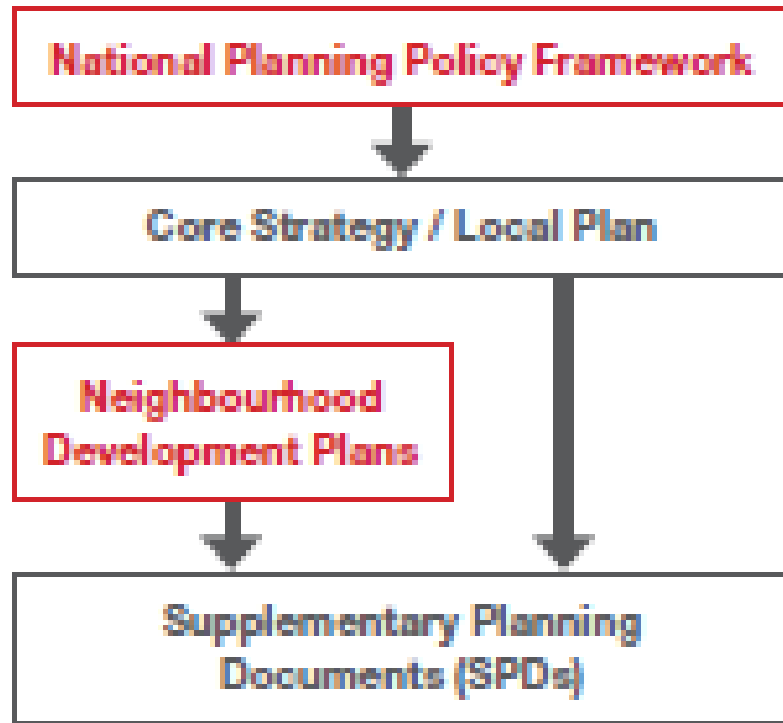 National Planning Policy Framework
Core Strategy / Local Plan
Neighbourhood
Development Plans
Supplementary Planning
Documents (SPDs)